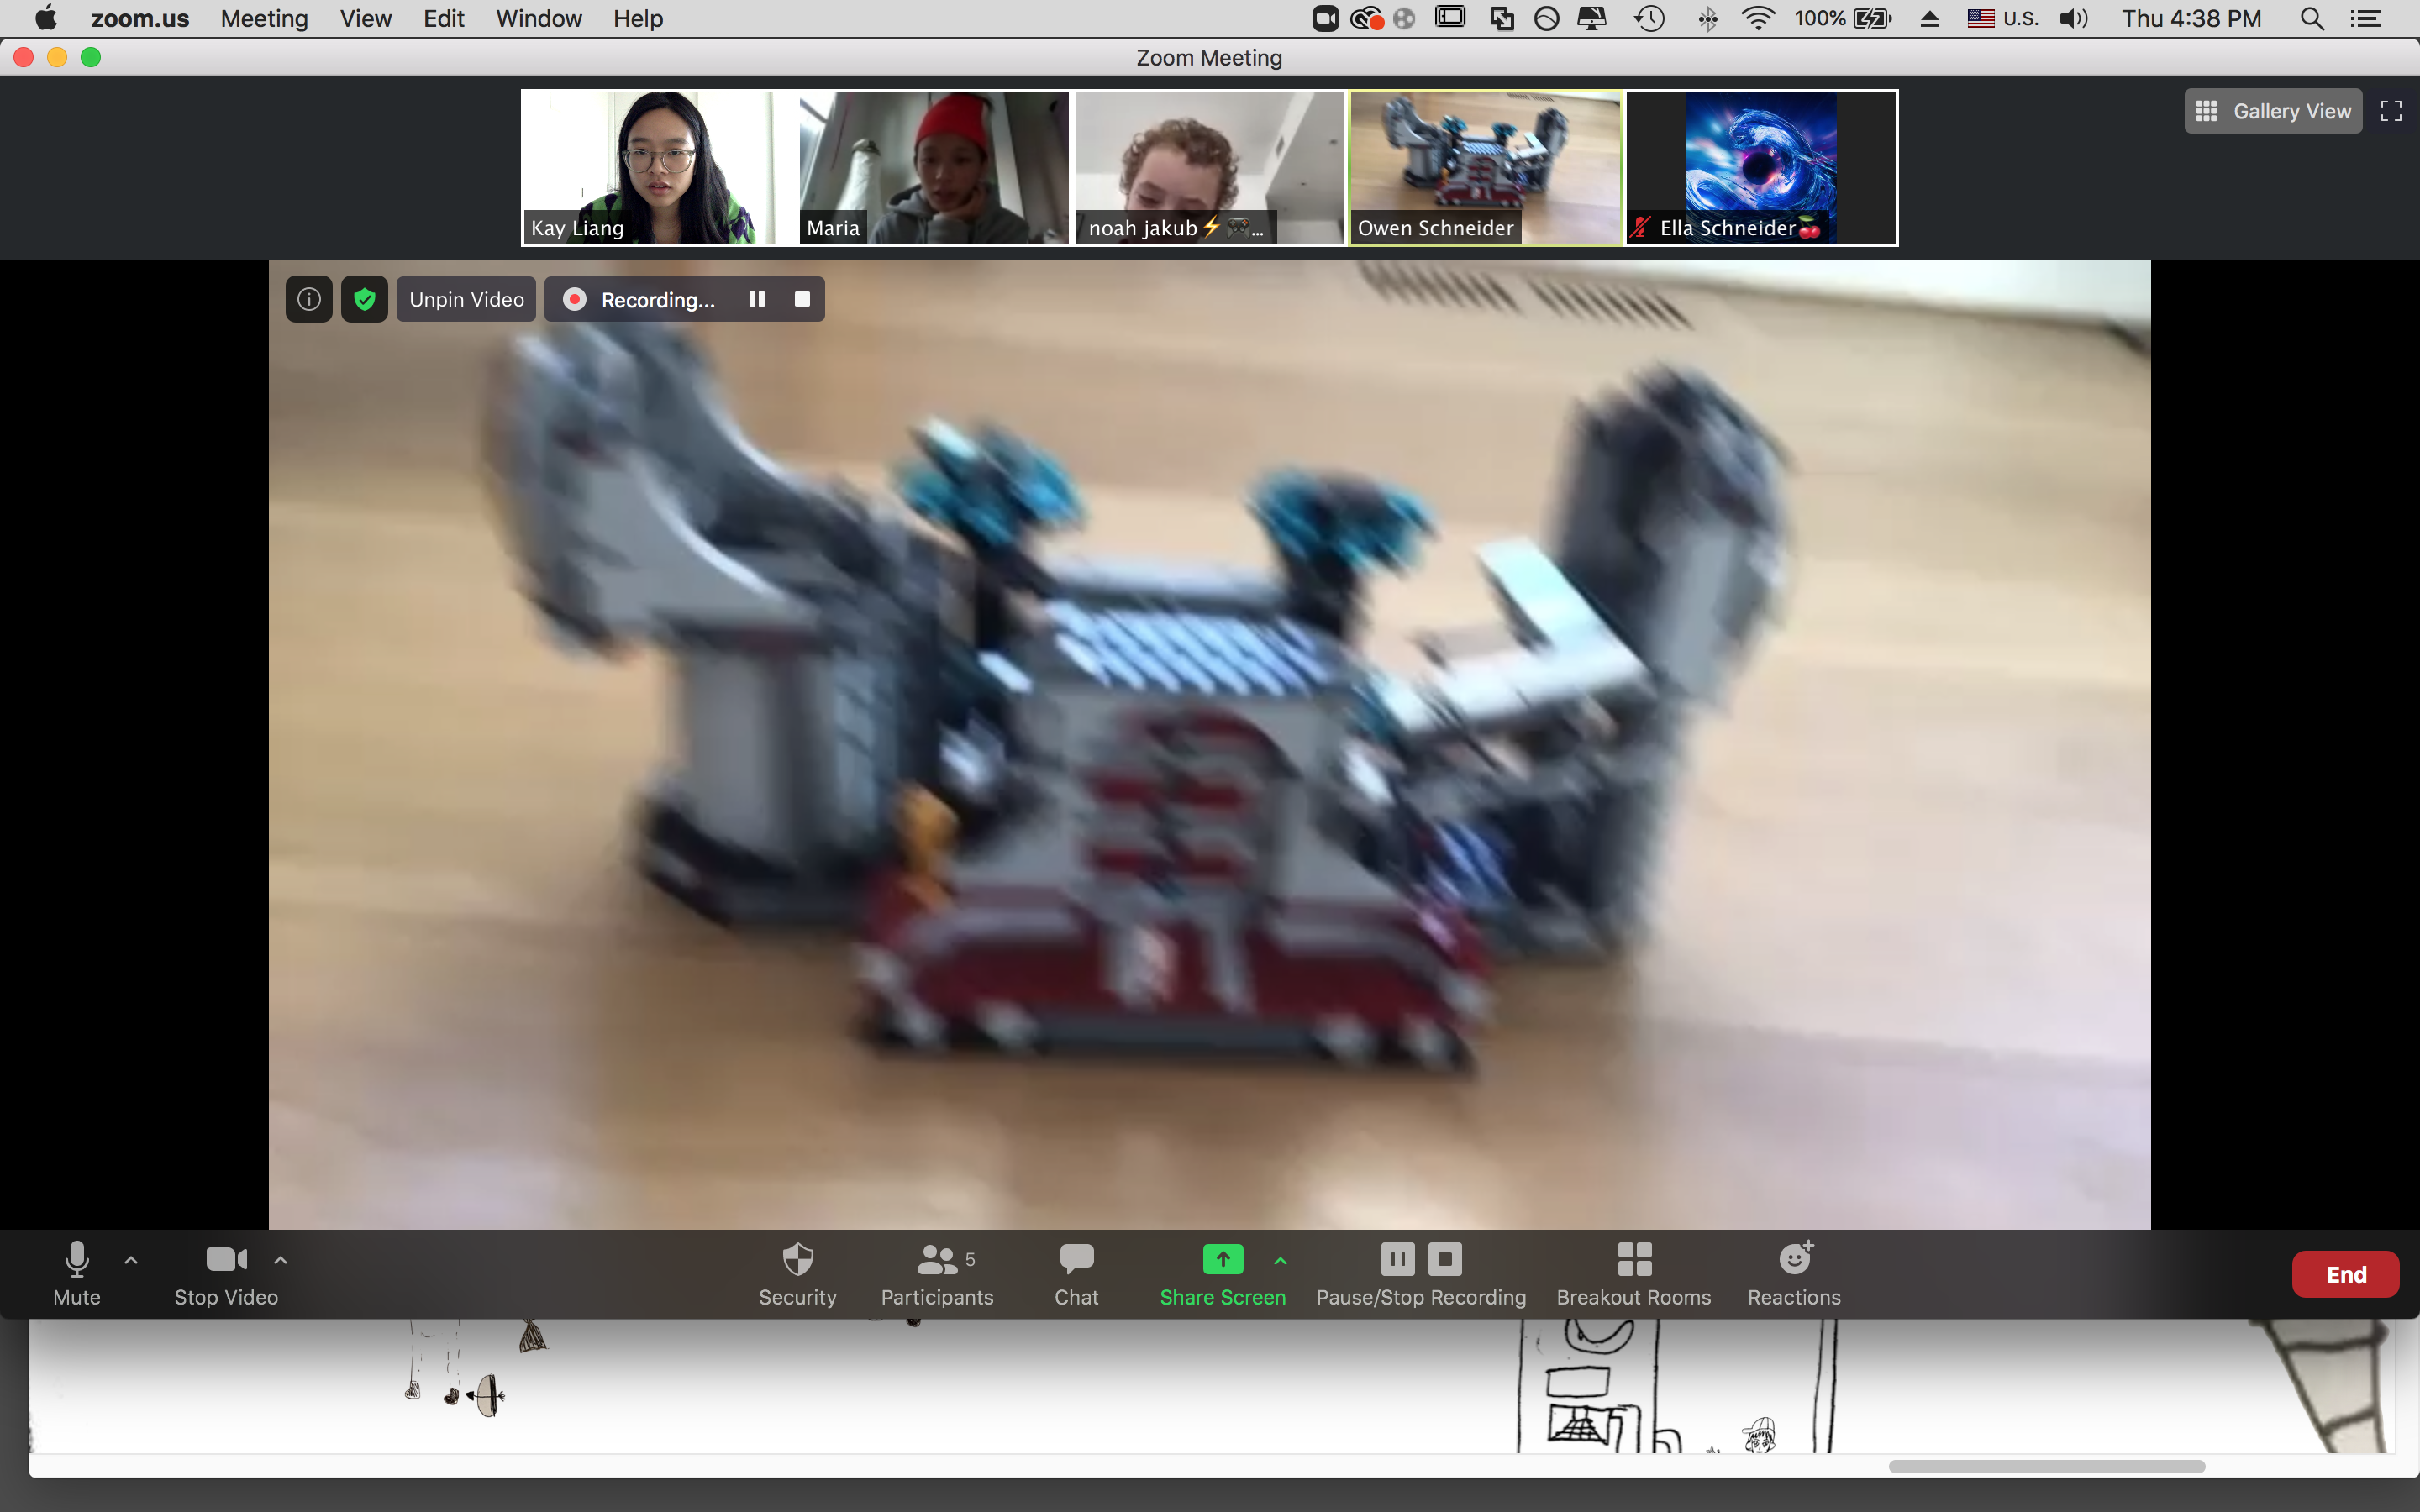 zoom.us Meeting View Edit Window Help 100% U.S. Thu 4:38 PM
Zoom Meeting
Gallery View
Kay Liang Maria noah jakub⚡🎮... Owen Schneider Ella Schneider🍒
Unpin Video Recording...
5
Mute Stop Video Security Participants Chat Share Screen Pause/Stop Recording Breakout Rooms Reactions End